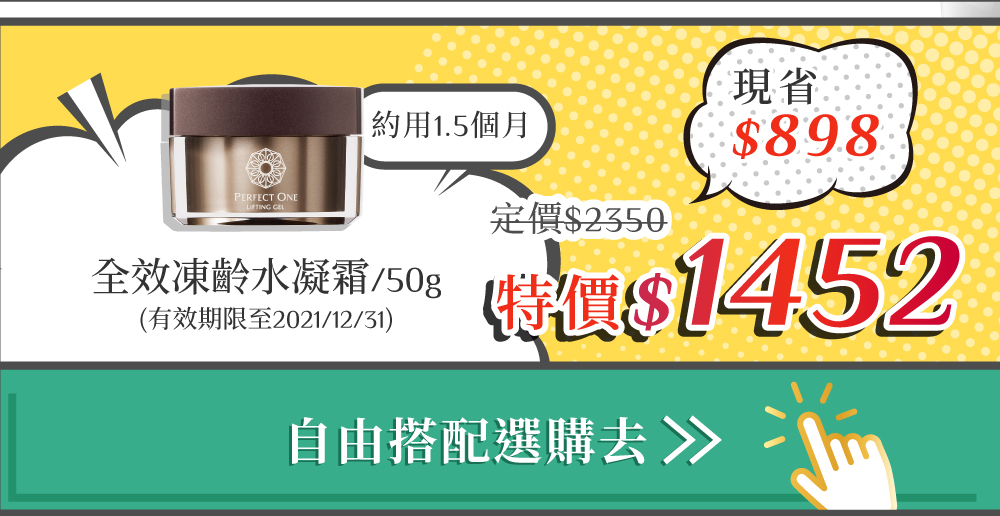 現省
$898
約用1.5個月
PERFECT ONE
LIFTING GEL
定價$2350
特價$1452
全效凍齡水凝霜/50g
(有效期限至2021/12/31)
自由搭配選購去